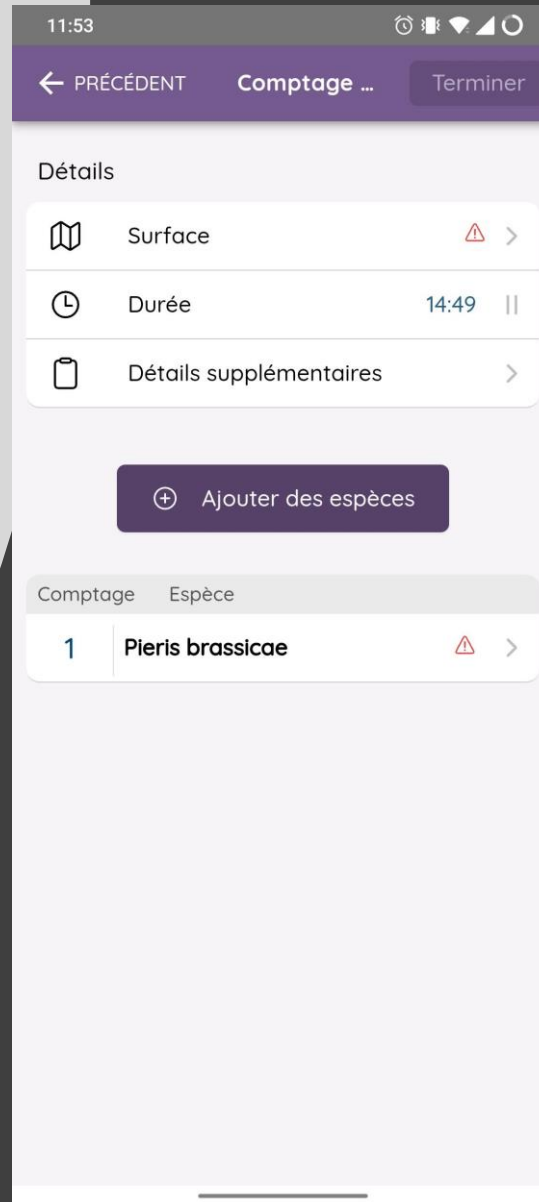 11:53
PRÉCÉDENT Comptage ... Terminer
Détails
Surface
Durée 14:49
Détails supplémentaires
Ajouter des espèces
Comptage Espèce
1 Pieris brassicae